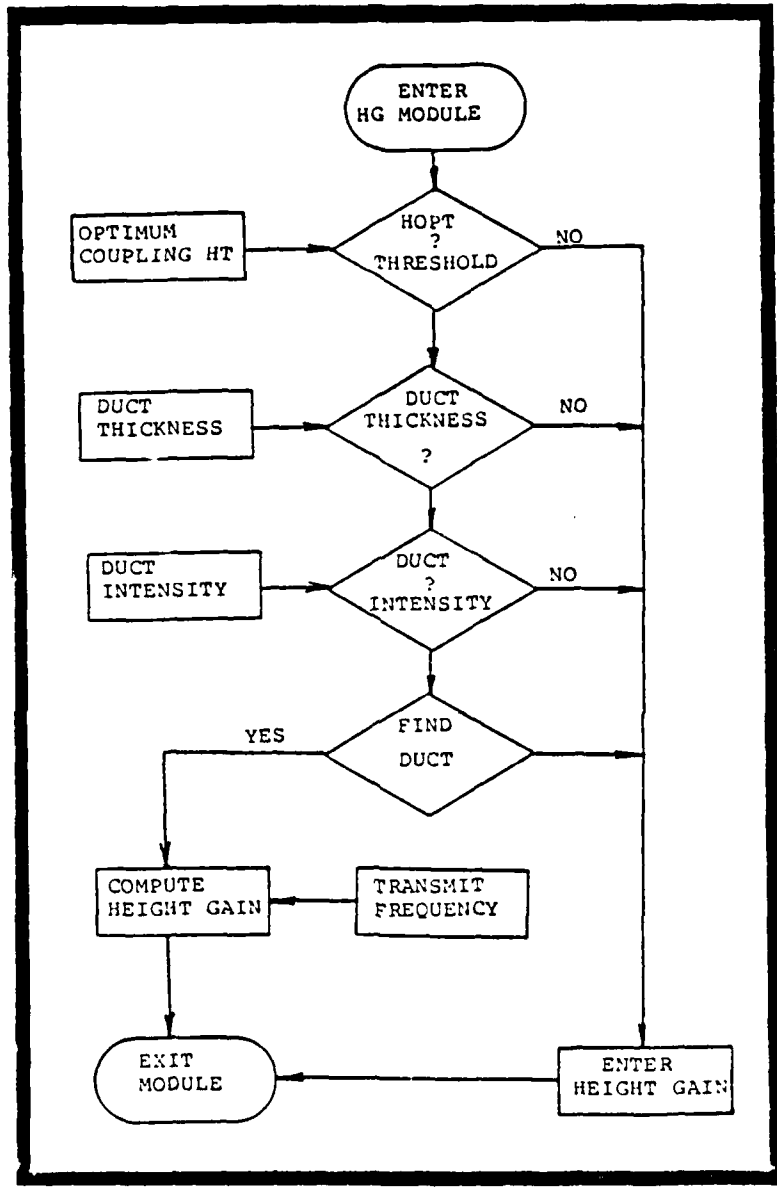 ENTER
HG MODULE
OPTIMUM
COUPLING HT
HOPT
?
THRESHOLD
NO
DUCT
THICKNESS
DUCT
THICKNESS
?
NO
DUCT
INTENSITY
DUCT
?
INTENSITY
NO
YES
FIND
DUCT
COMPUTE
HEIGHT GAIN
TRANSMIT
FREQUENCY
EXIT
MODULE
ENTER
HEIGHT GAIN